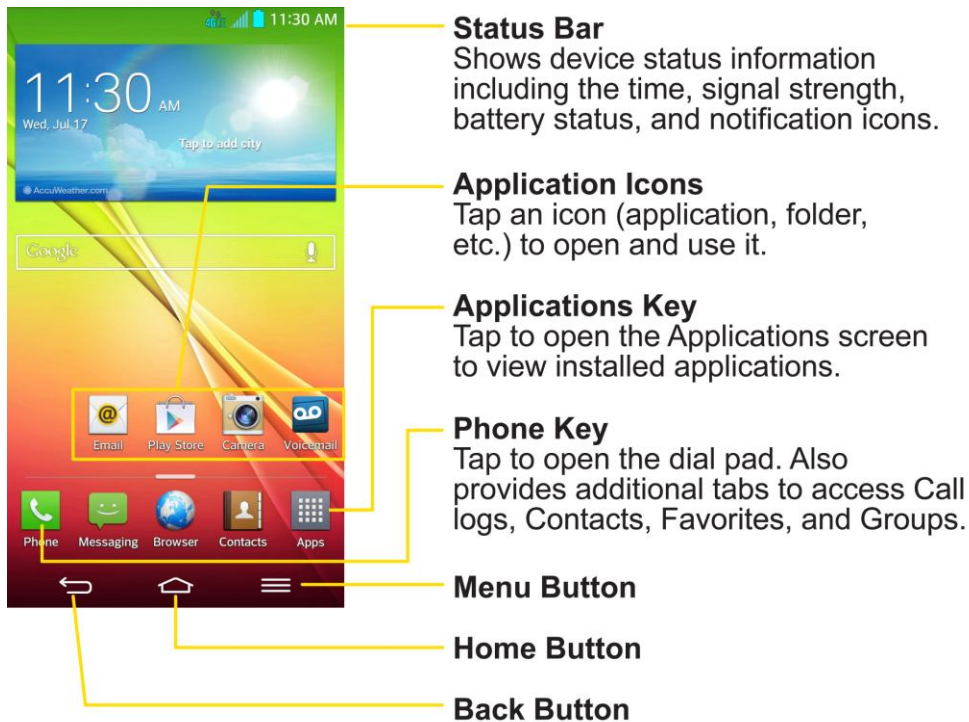 4G LTE 11:30 AM
11:30 AM
Wed, Jul 17
Tap to add city
AccuWeather.com
Google
Email Play Store Camera Voicemail
Phone Messaging Browser Contacts Apps
Status Bar
Shows device status information
including the time, signal strength,
battery status, and notification icons.
Application Icons
Tap an icon (application, folder,
etc.) to open and use it.
Applications Key
Tap to open the Applications screen
to view installed applications.
Phone Key
Tap to open the dial pad. Also
provides additional tabs to access Call
logs, Contacts, Favorites, and Groups.
Menu Button
Home Button
Back Button